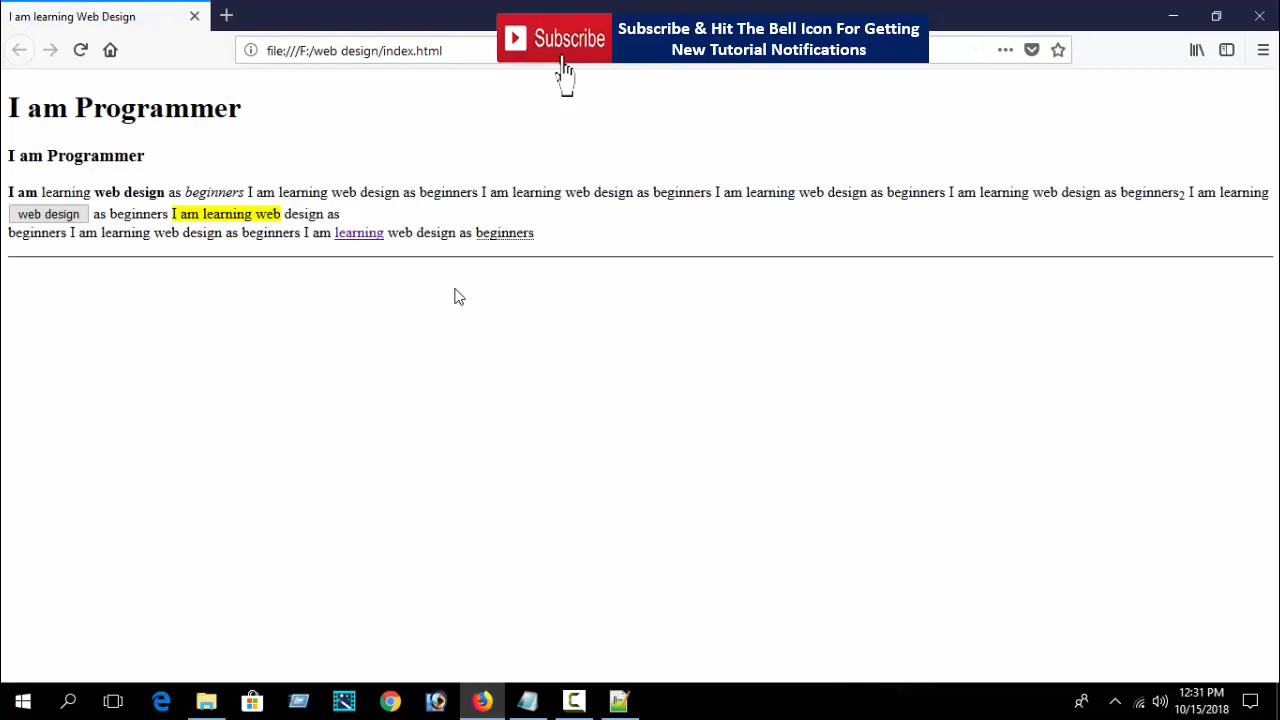 I am learning Web Design
file:///F:/web design/index.html
Subscribe
Subscribe & Hit The Bell Icon For Getting
New Tutorial Notifications
I am Programmer
I am Programmer
I am learning web design as beginners I am learning web design as beginners I am learning web design as beginners I am learning web design as beginners I am learning web design as beginners2 I am learning
web design as beginners I am learning web design as
beginners I am learning web design as beginners I am learning web design as beginners
12:31 PM
10/15/2018